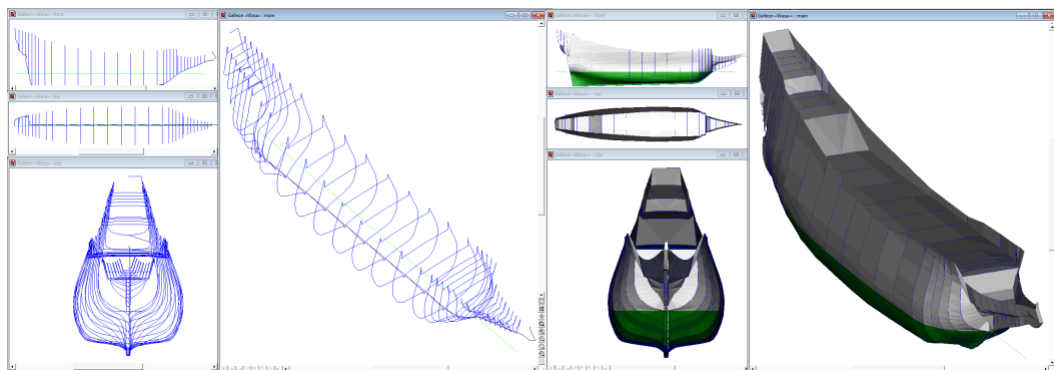 Galleon «Wasa» : front
Galleon «Wasa» : top
Galleon «Wasa» : side
Galleon «Wasa» : main
Galleon «Wasa» : front
Galleon «Wasa» : top
Galleon «Wasa» : side
Galleon «Wasa» : main